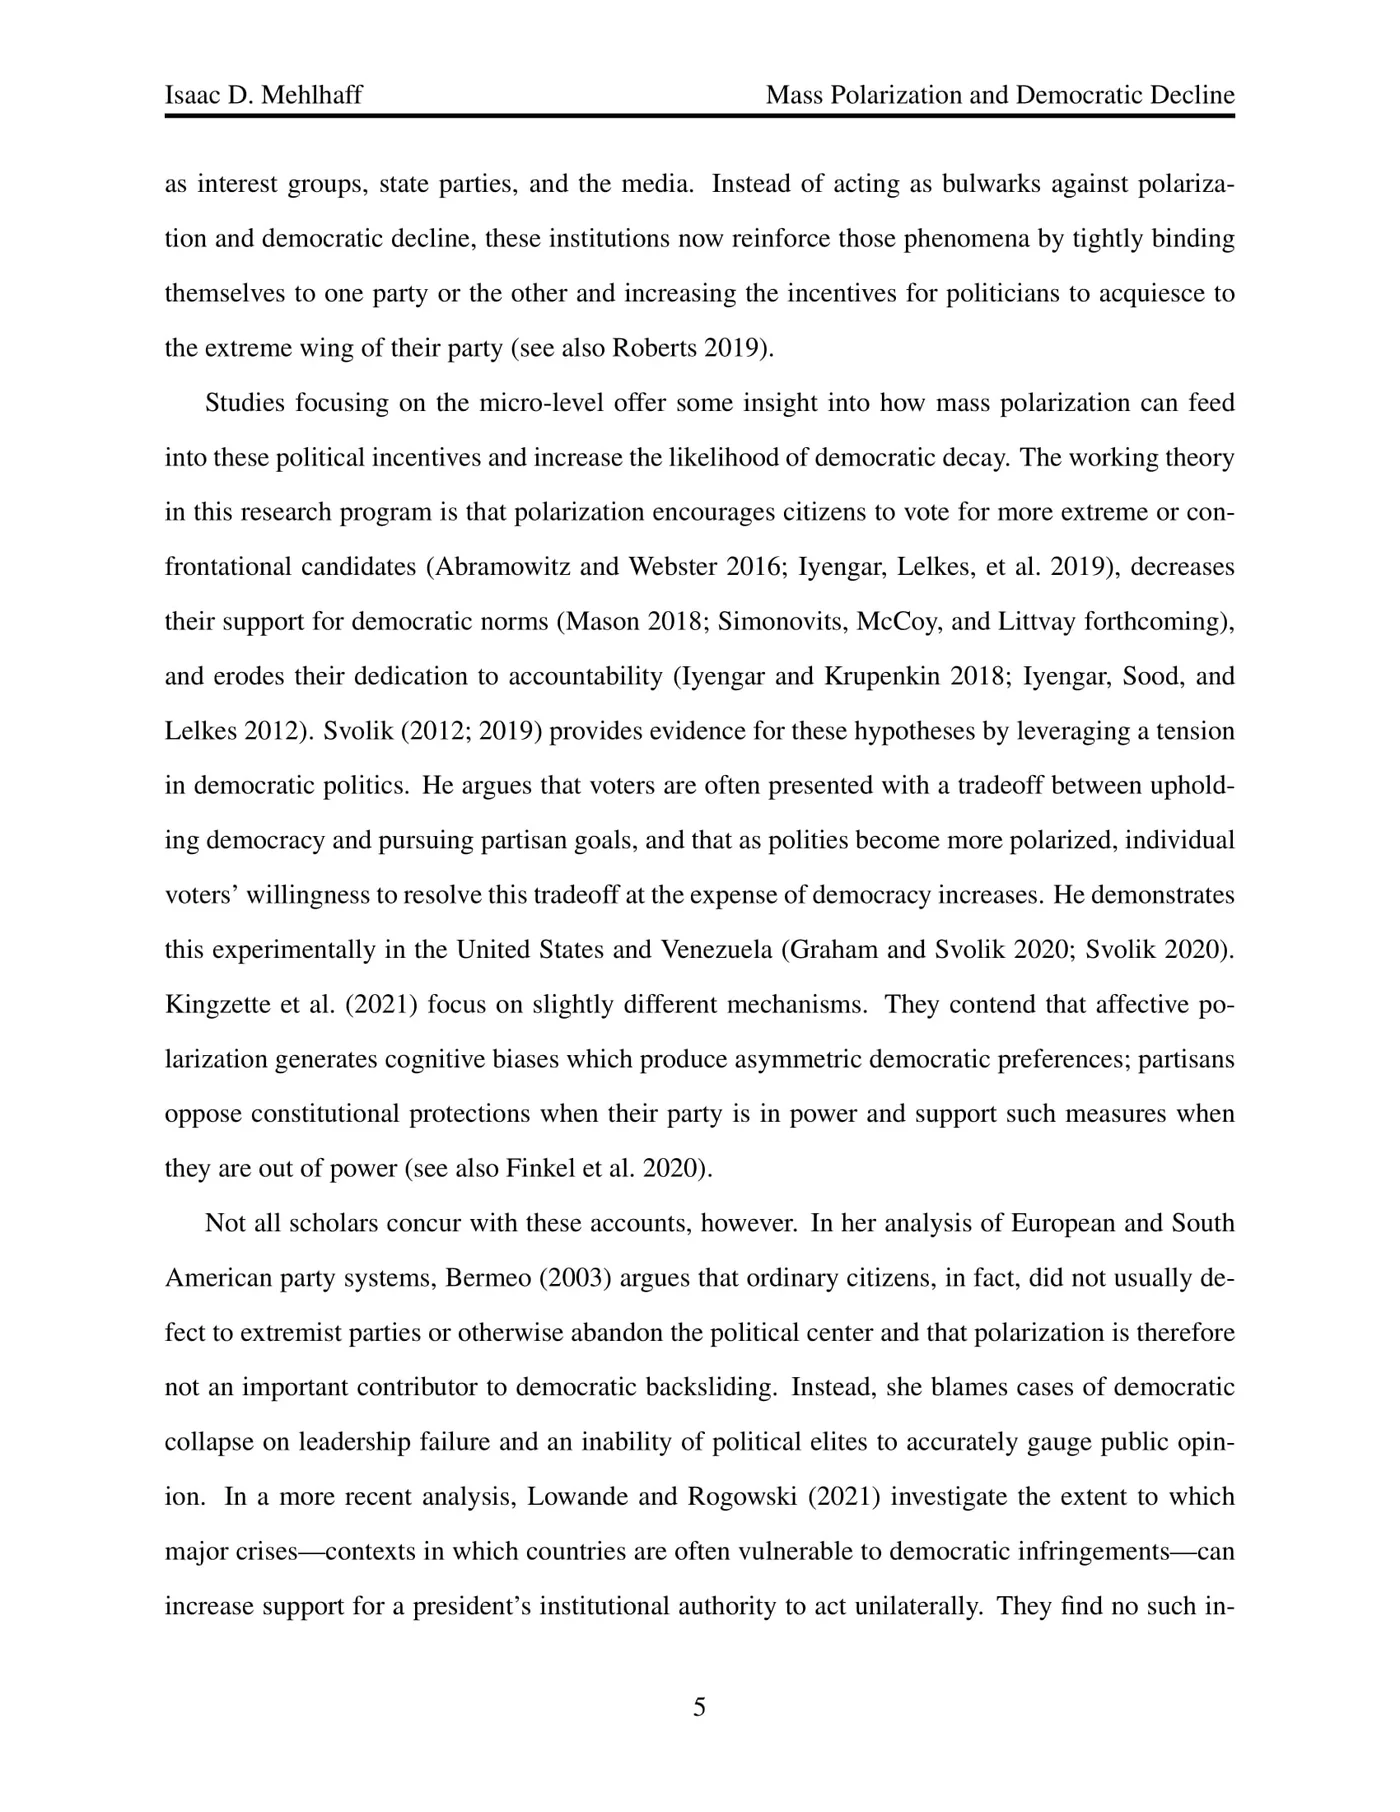 Isaac D. Mehlhaff Mass Polarization and Democratic Decline
as interest groups, state parties, and the media. Instead of acting as bulwarks against polariza-
tion and democratic decline, these institutions now reinforce those phenomena by tightly binding
themselves to one party or the other and increasing the incentives for politicians to acquiesce to
the extreme wing of their party (see also Roberts 2019).
Studies focusing on the micro-level offer some insight into how mass polarization can feed
into these political incentives and increase the likelihood of democratic decay. The working theory
in this research program is that polarization encourages citizens to vote for more extreme or con-
frontational candidates (Abramowitz and Webster 2016; Iyengar, Lelkes, et al. 2019), decreases
their support for democratic norms (Mason 2018; Simonovits, McCoy, and Littvay forthcoming),
and erodes their dedication to accountability (Iyengar and Krupenkin 2018; Iyengar, Sood, and
Lelkes 2012). Svolik (2012; 2019) provides evidence for these hypotheses by leveraging a tension
in democratic politics. He argues that voters are often presented with a tradeoff between uphold-
ing democracy and pursuing partisan goals, and that as polities become more polarized, individual
voters’ willingness to resolve this tradeoff at the expense of democracy increases. He demonstrates
this experimentally in the United States and Venezuela (Graham and Svolik 2020; Svolik 2020).
Kingzette et al. (2021) focus on slightly different mechanisms. They contend that affective po-
larization generates cognitive biases which produce asymmetric democratic preferences; partisans
oppose constitutional protections when their party is in power and support such measures when
they are out of power (see also Finkel et al. 2020).
Not all scholars concur with these accounts, however. In her analysis of European and South
American party systems, Bermeo (2003) argues that ordinary citizens, in fact, did not usually de-
fect to extremist parties or otherwise abandon the political center and that polarization is therefore
not an important contributor to democratic backsliding. Instead, she blames cases of democratic
collapse on leadership failure and an inability of political elites to accurately gauge public opin-
ion. In a more recent analysis, Lowande and Rogowski (2021) investigate the extent to which
major crises—contexts in which countries are often vulnerable to democratic infringements—can
increase support for a president’s institutional authority to act unilaterally. They find no such in-
5